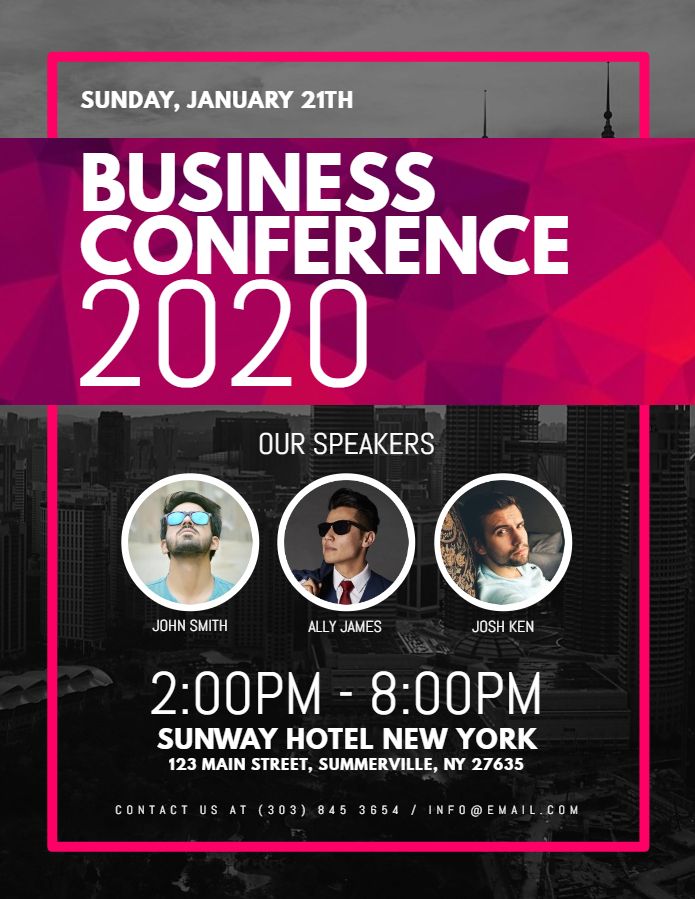 SUNDAY, JANUARY 21TH
BUSINESS
CONFERENCE
2020
OUR SPEAKERS
JOHN SMITH
ALLY JAMES
JOSH KEN
2:00PM - 8:00PM
SUNWAY HOTEL NEW YORK
123 MAIN STREET, SUMMERVILLE, NY 27635
CONTACT US AT (303) 845 3654 / INFO@EMAIL.COM